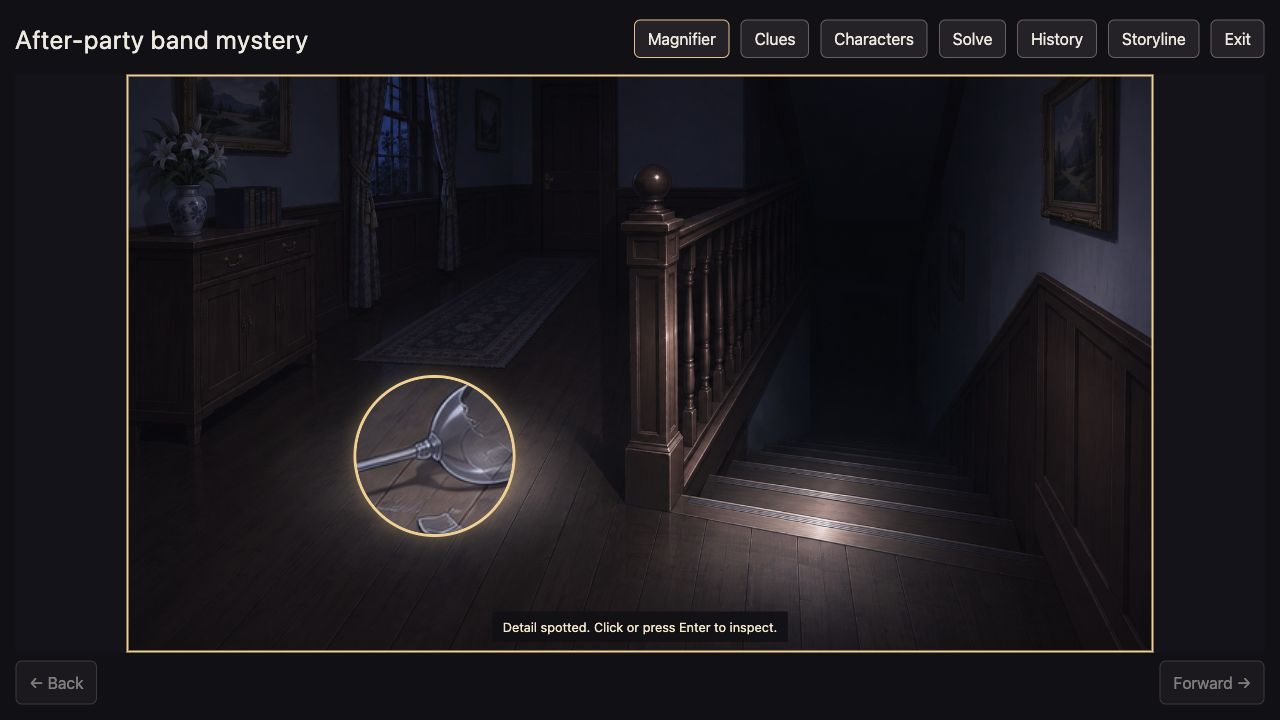 After-party band mystery
Magnifier
Clues
Characters
Solve
History
Storyline
Exit
Detail spotted. Click or press Enter to inspect.
← Back
Forward →